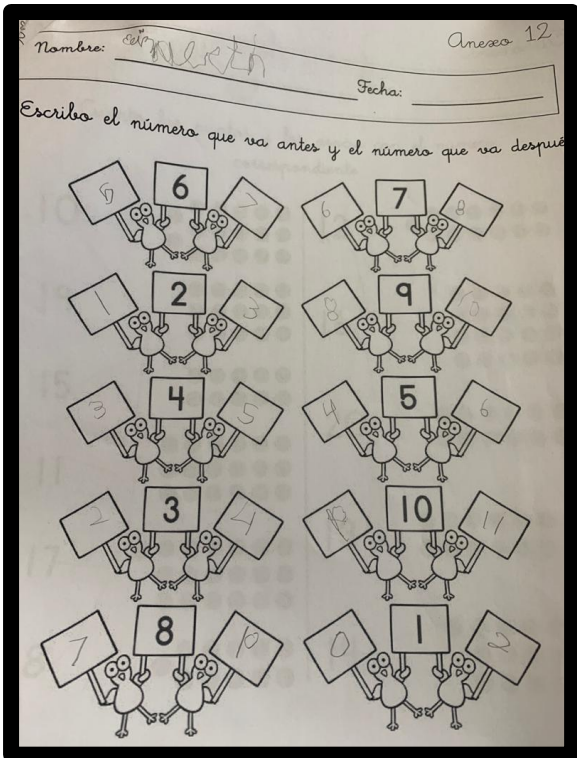 Anexo 12
Nombre:
Fecha:
Escribo el número que va antes y el número que va despué
5 6 7 6 7 8
1 2 3 8 9 10
3 4 5 4 5 6
2 3 4 10 11
7 8 0 1 2